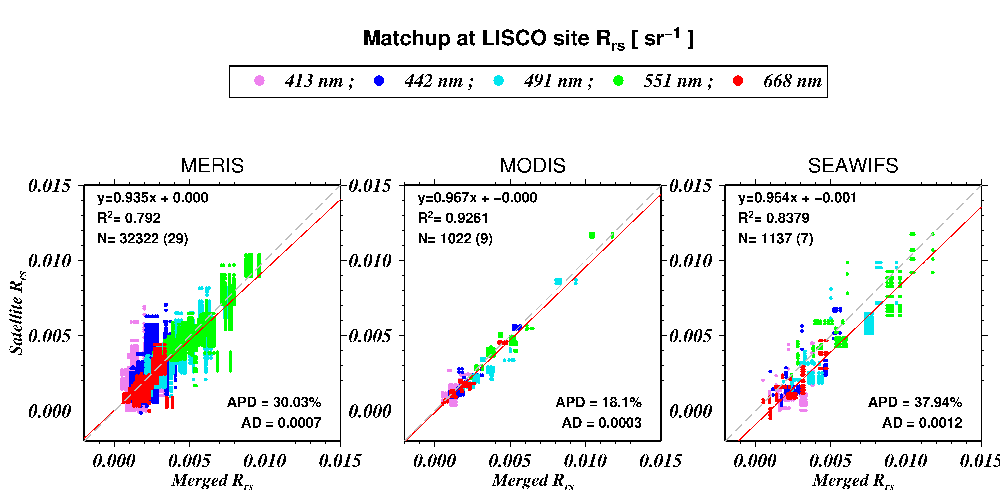 Matchup at LISCO site Rrs [ sr⁻¹ ]
413 nm ; 442 nm ; 491 nm ; 551 nm ; 668 nm
MERIS
0.015
0.010
0.005
0.000
Satellite Rrs
y=0.935x + 0.000
R²= 0.792
N= 32322 (29)
APD = 30.03%
AD = 0.0007
0.000 0.005 0.010 0.015
Merged Rrs
MODIS
0.015
0.010
0.005
0.000
y=0.967x + −0.000
R²= 0.9261
N= 1022 (9)
APD = 18.1%
AD = 0.0003
0.000 0.005 0.010 0.015
Merged Rrs
SEAWIFS
0.015
0.010
0.005
0.000
y=0.964x + −0.001
R²= 0.8379
N= 1137 (7)
APD = 37.94%
AD = 0.0012
0.000 0.005 0.010 0.015
Merged Rrs